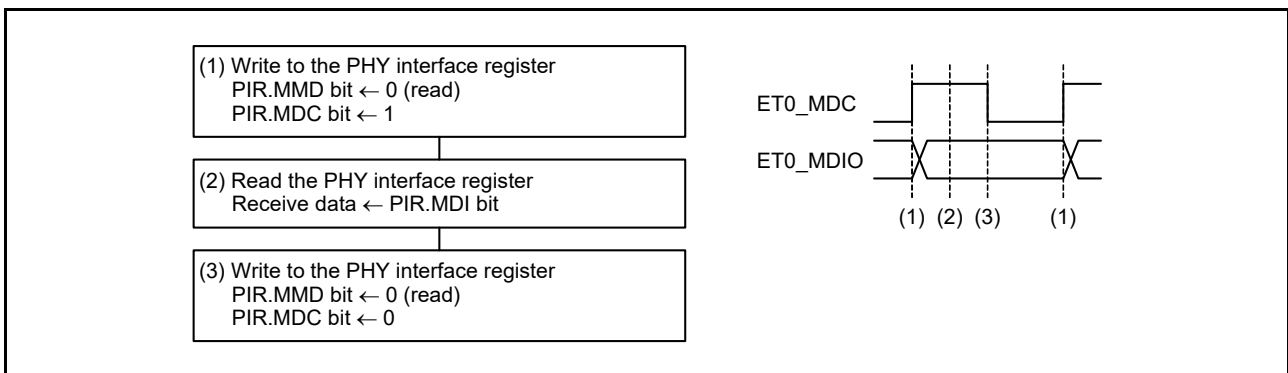 (1) Write to the PHY interface register
PIR.MMD bit ← 0 (read)
PIR.MDC bit ← 1
(2) Read the PHY interface register
Receive data ← PIR.MDI bit
(3) Write to the PHY interface register
PIR.MMD bit ← 0 (read)
PIR.MDC bit ← 0
ET0_MDC
ET0_MDIO
(1) (2) (3) (1)